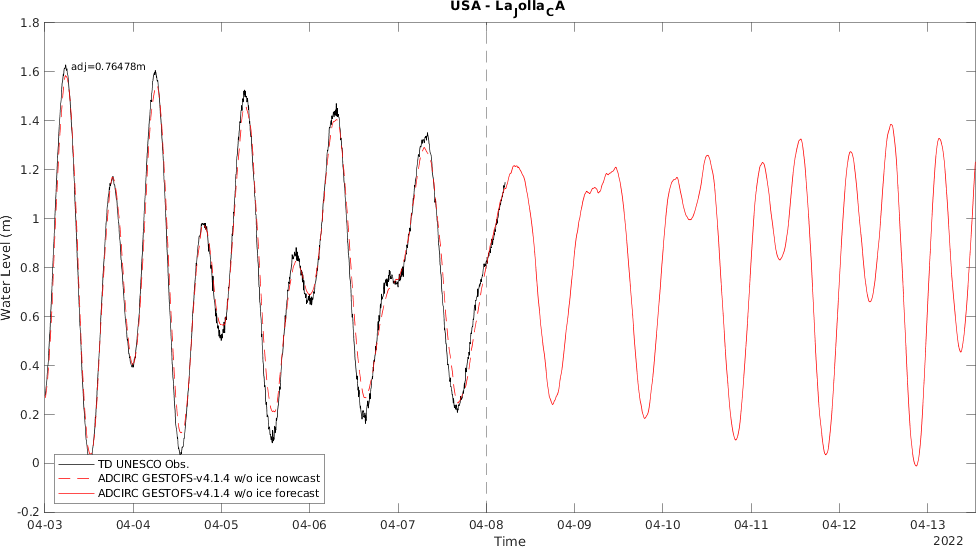 USA - LaJollaCA
adj=0.76478m
Water Level (m)
1.8
1.6
1.4
1.2
1
0.8
0.6
0.4
0.2
0
-0.2
TD UNESCO Obs.
ADCIRC GESTOFS-v4.1.4 w/o ice nowcast
ADCIRC GESTOFS-v4.1.4 w/o ice forecast
04-03 04-04 04-05 04-06 04-07 04-08 04-09 04-10 04-11 04-12 04-13
Time
2022